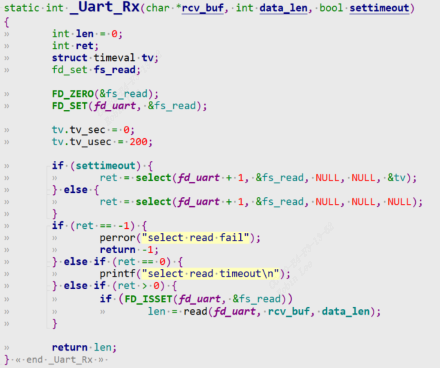 static int _Uart_Rx(char *rcv_buf, int data_len, bool settimeout)
{
» int len = 0;
» int ret;
» struct timeval tv;
» fd_set fs_read;
»
» FD_ZERO(&fs_read);
» FD_SET(fd_uart, &fs_read);
»
» tv.tv_sec = 0;
» tv.tv_usec = 200;
»
» if (settimeout) {
» » ret = select(fd_uart + 1, &fs_read, NULL, NULL, &tv);
» } else {
» » ret = select(fd_uart + 1, &fs_read, NULL, NULL, NULL);
» }
» if (ret == -1) {
» » perror("select read fail");
» » return -1;
» } else if (ret == 0) {
» » printf("select read timeout\n");
» } else if (ret > 0) {
» » if (FD_ISSET(fd_uart, &fs_read))
» » » len = read(fd_uart, rcv_buf, data_len);
» }
»
» return len;
} « end _Uart_Rx »